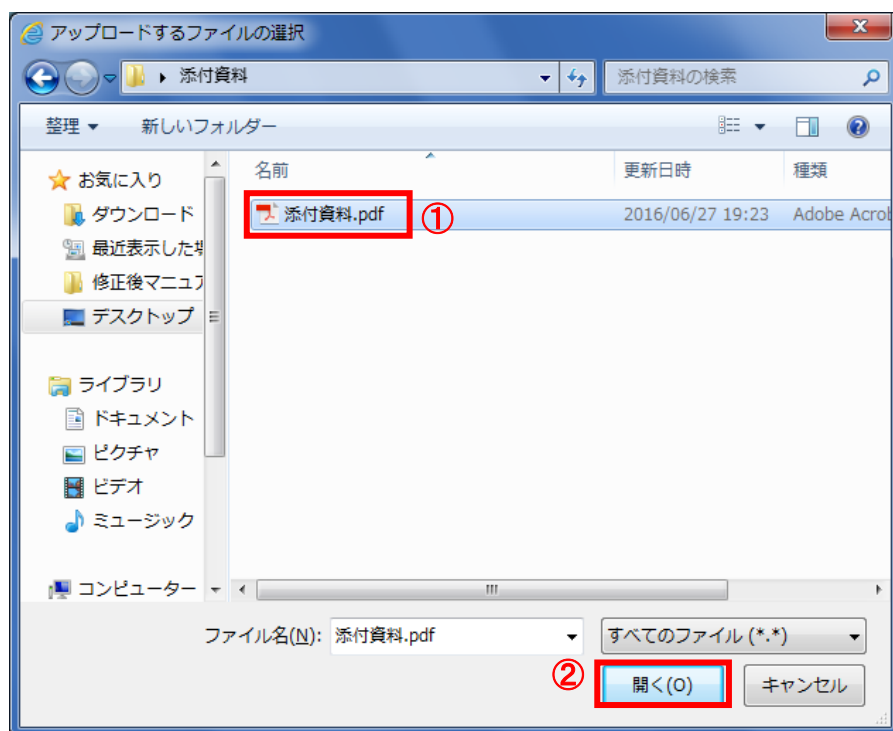 アップロードするファイルの選択
添付資料
添付資料の検索
整理
新しいフォルダー
名前
更新日時
種類
お気に入り
ダウンロード
最近表示した場
修正後マニュア
デスクトップ
ライブラリ
ドキュメント
ピクチャ
ビデオ
ミュージック
コンピューター
添付資料.pdf
①
2016/06/27 19:23
Adobe Acrob
ファイル名(N):
添付資料.pdf
すべてのファイル (*.*)
②
開く(O)
キャンセル